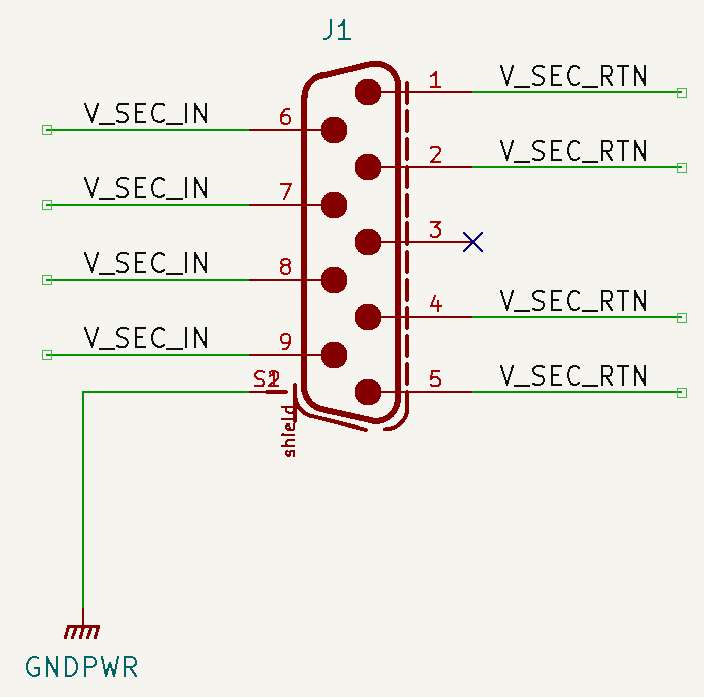 J1
1 V_SEC_RTN
V_SEC_IN 6
2 V_SEC_RTN
V_SEC_IN 7
3
V_SEC_IN 8
4 V_SEC_RTN
V_SEC_IN 9
5 V_SEC_RTN
shield
GNDPWR